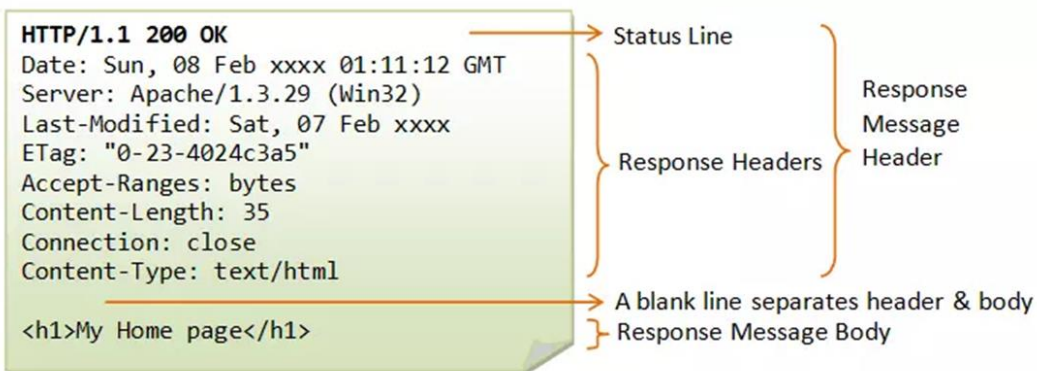 HTTP/1.1 200 OK
Date: Sun, 08 Feb xxxx 01:11:12 GMT
Server: Apache/1.3.29 (Win32)
Last-Modified: Sat, 07 Feb xxxx
ETag: "0-23-4024c3a5"
Accept-Ranges: bytes
Content-Length: 35
Connection: close
Content-Type: text/html
<h1>My Home page</h1>
Status Line
Response Headers
Response
Message
Header
A blank line separates header & body
Response Message Body